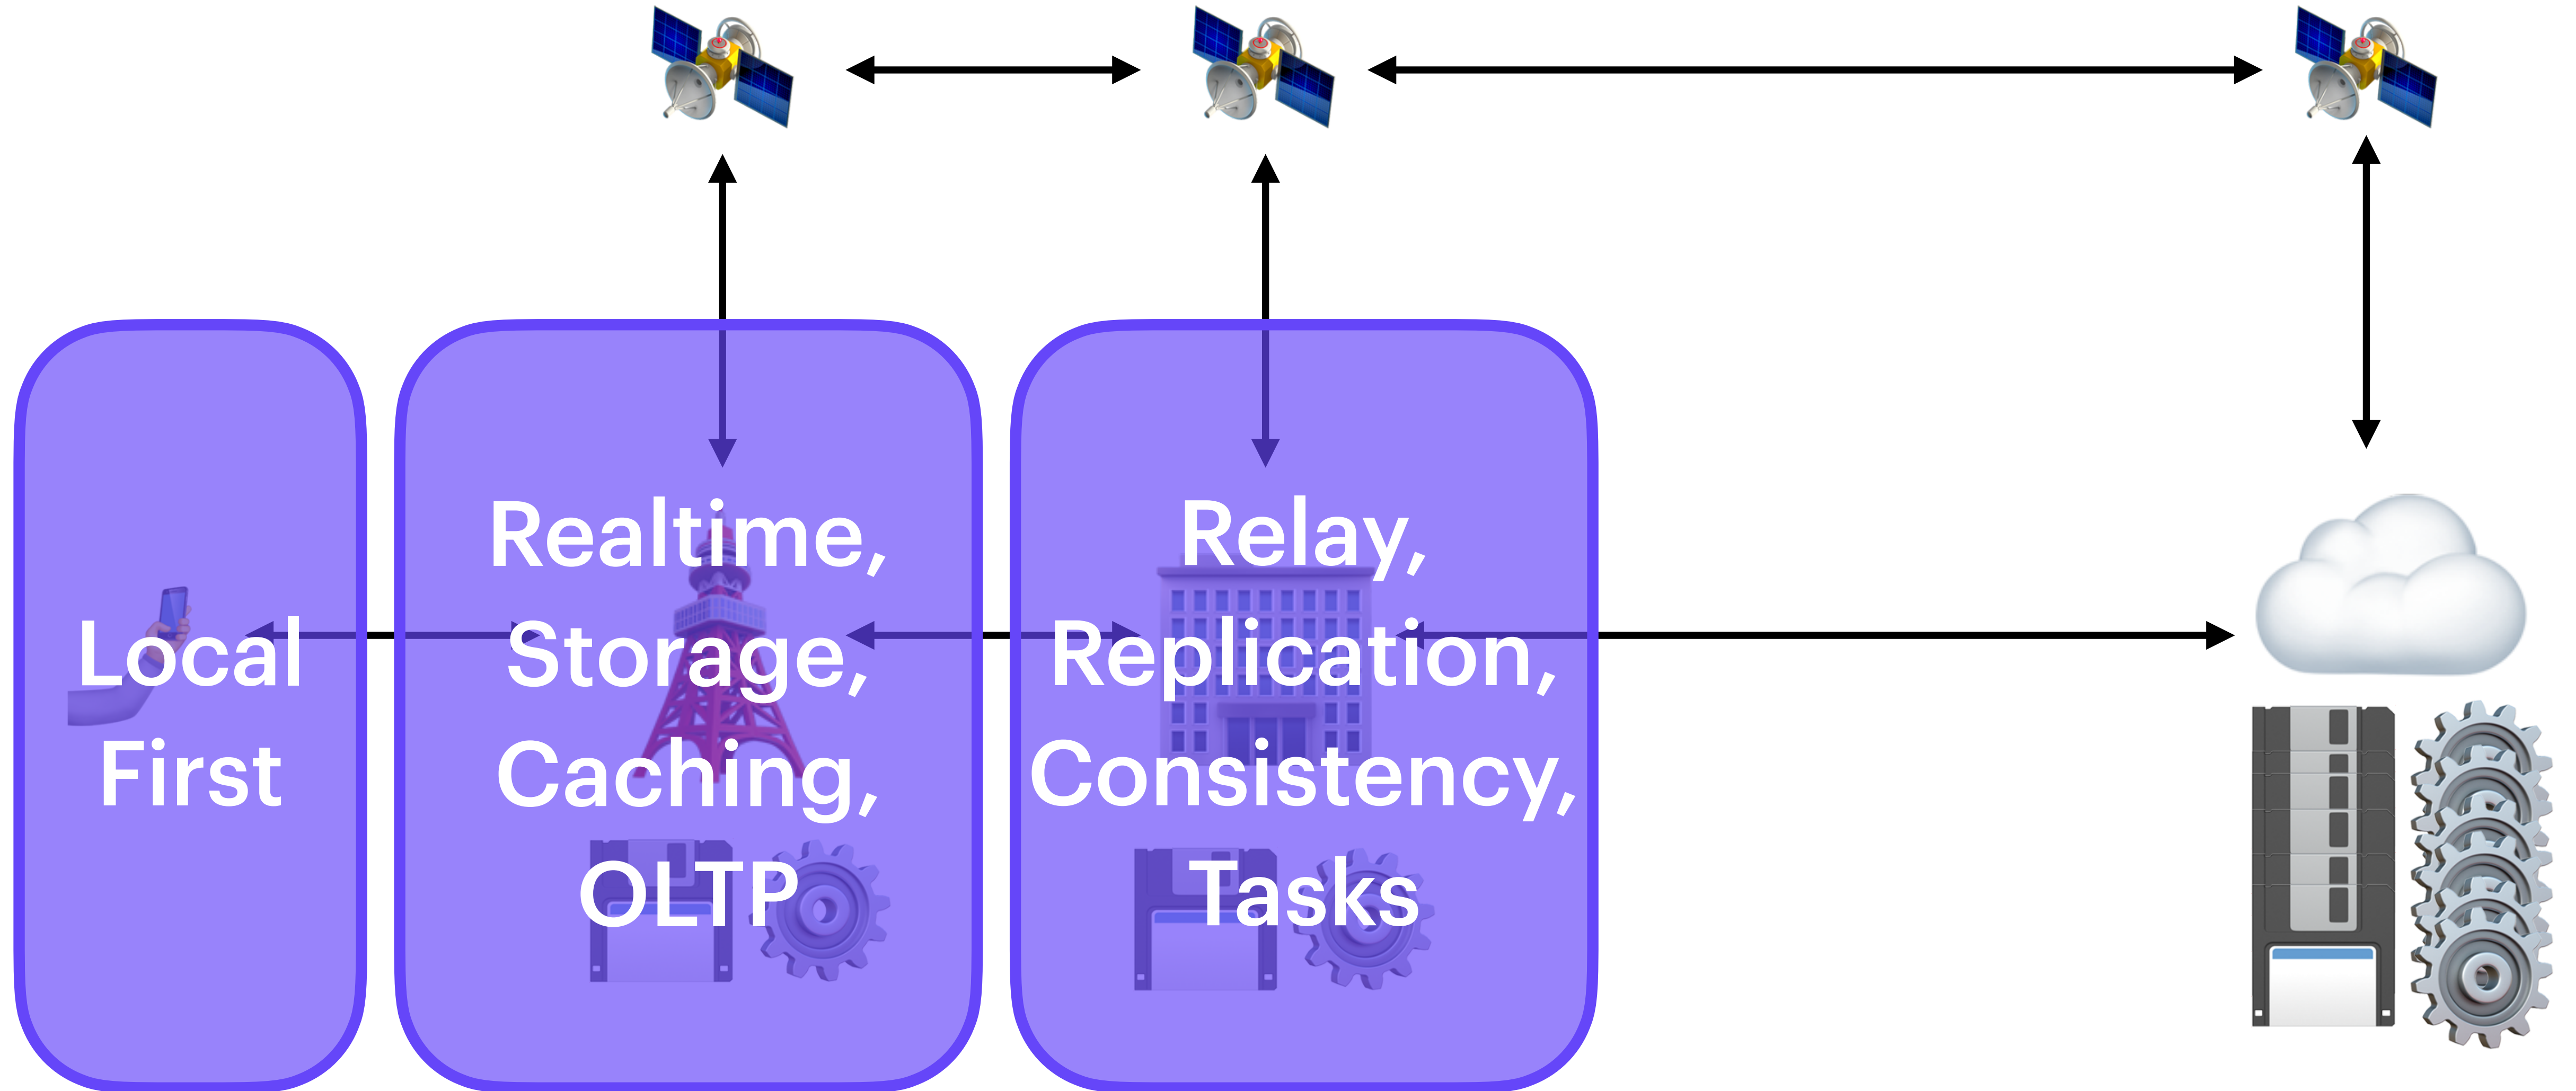 Local
First
Realtime,
Storage,
Caching,
OLTP
Relay,
Replication,
Consistency,
Tasks